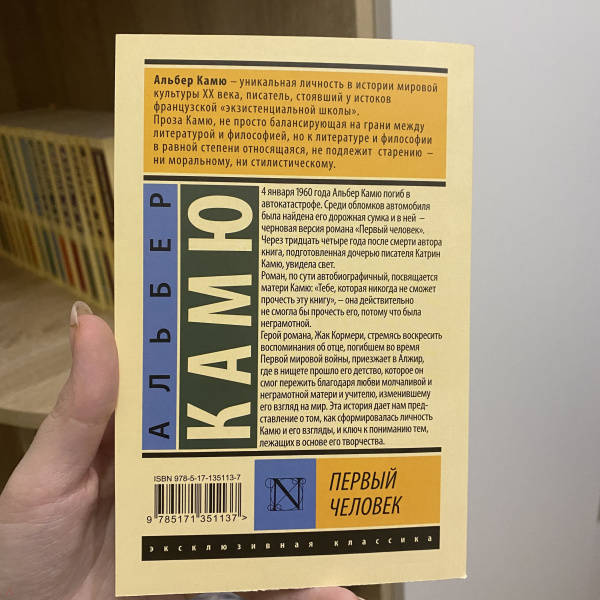 Альбер Камю – уникальная личность в истории мировой
культуры XX века, писатель, стоявший у истоков
французской «экзистенциальной школы».
Проза Камю, не просто балансирующая на грани между
литературой и философией, но к литературе и философии
в равной степени относящаяся, не подлежит старению –
ни моральному, ни стилистическому.
АЛЬБЕР
КАМЮ
4 января 1960 года Альбер Камю погиб в
автокатастрофе. Среди обломков автомобиля
была найдена его дорожная сумка и в ней –
черновая версия романа «Первый человек».
Через тридцать четыре года после смерти автора
книга, подготовленная дочерью писателя Катрин
Камю, увидела свет.
Роман, по сути автобиографичный, посвящается
матери Камю: «Тебе, которая никогда не сможет
прочесть эту книгу», – она действительно
не смогла бы прочесть его, потому что была
неграмотной.
Герой романа, Жак Кормери, стремясь воскресить
воспоминания об отце, погибшем во время
Первой мировой войны, приезжает в Алжир,
где в нищете прошло его детство, которое он
смог пережить благодаря любви молчаливой и
неграмотной матери и учителю, изменившему
его взгляд на мир. Эта история дает нам пред-
ставление о том, как сформировалась личность
Камю и его взгляды, и ключ к пониманию тем,
лежащих в основе его творчества.
ISBN 978-5-17-135113-7
9 785171 351137 >
N
ПЕРВЫЙ
ЧЕЛОВЕК
эксклюзивная классика